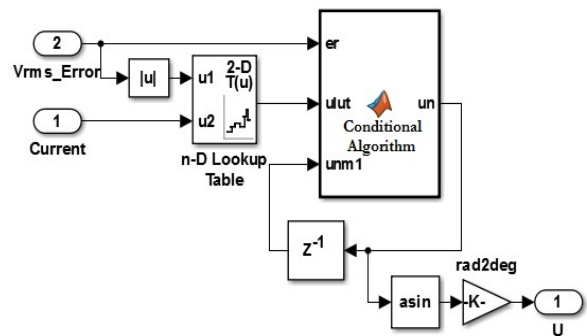 2
Vrms_Error
|u|
1
Current
u1
u2
2-D
T(u)
n-D Lookup
Table
er
ulut
unm1
un
Conditional
Algorithm
Z-1
asin
rad2deg
-K-
1
U